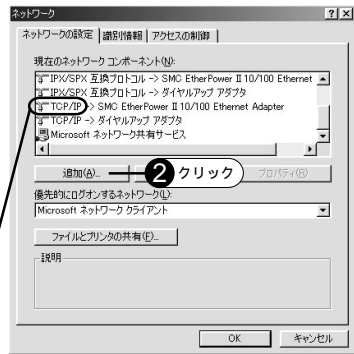 ネットワーク
ネットワークの設定 識別情報 アクセスの制御
現在のネットワーク コンポーネント(N):
IPX/SPX 互換プロトコル -> SMC EtherPower II 10/100 Ethernet
IPX/SPX 互換プロトコル -> ダイヤルアップ アダプタ
TCP/IP -> SMC EtherPower II 10/100 Ethernet Adapter
TCP/IP -> ダイヤルアップ アダプタ
Microsoft ネットワーク共有サービス
追加(A)... 2 クリック プロパティ(R)
優先的にログオンするネットワーク(L):
Microsoft ネットワーク クライアント
ファイルとプリンタの共有(F)...
説明
OK キャンセル